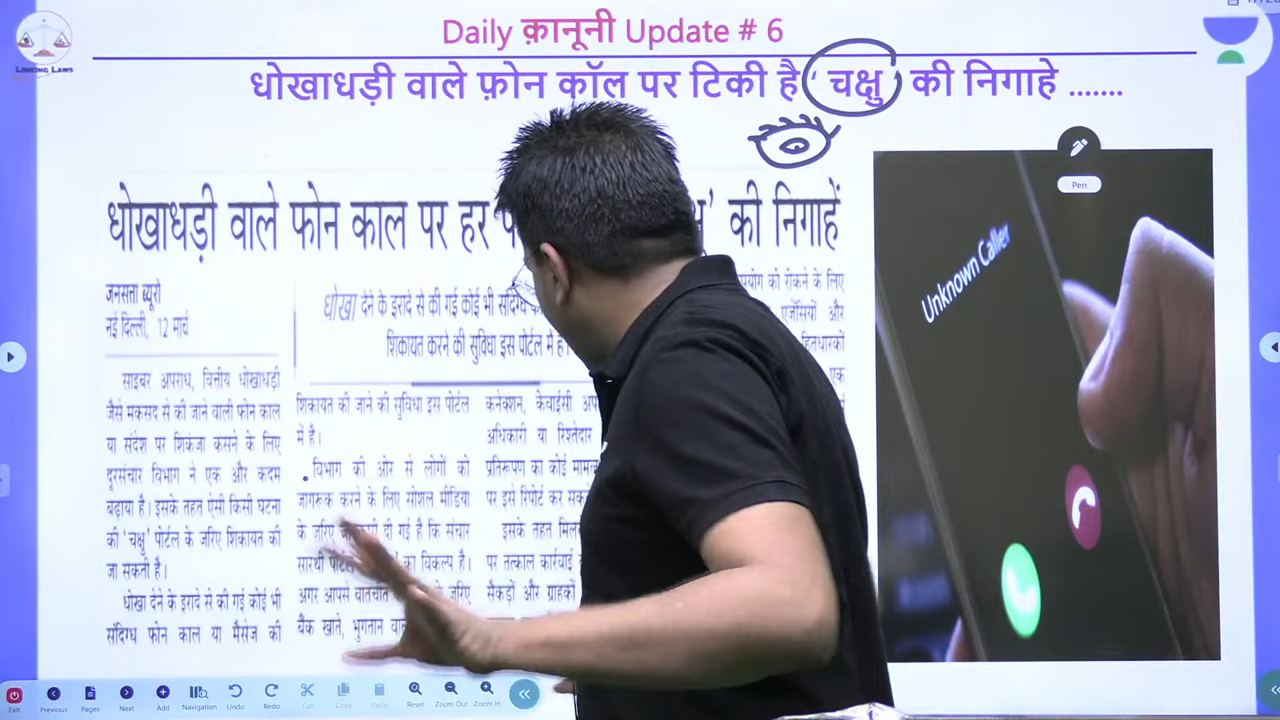 Daily क़ानूनी Update # 6
LINKING LAWS
धोखाधड़ी वाले फ़ोन कॉल पर टिकी है ' चक्षु ' की निगाहे .......
Pen
धोखाधड़ी वाले फोन काल पर हर की निगाहें
जनसत्ता ब्यूरो
नई दिल्ली, 12 मार्च
धोखा देने के इरादे से की गई कोई भी संदिग्ध
शिकायत करने की सुविधा इस पोर्टल में है।
साइबर अपराध, वित्तीय धोखाधड़ी
जैसे मकसद से की जाने वाली फोन काल
या संदेश पर शिकंजा कसने के लिए
दूरसंचार विभाग ने एक और कदम
बढ़ाया है। इसके तहत ऐसी किसी घटना
की 'चक्षु' पोर्टल के जरिए शिकायत की
जा सकती है।
धोखा देने के इरादे से की गई कोई भी
संदिग्ध फोन काल या मैसेज की
शिकायत की जाने की सुविधा इस पोर्टल
में है।
विभाग की ओर से लोगों को
जागरूक करने के लिए सोशल मीडिया
के जरिए दी गई है कि संचार
सारथी का विकल्प है।
अगर आपसे जरिए
बैंक खाते, भुगतान
कनेक्शन, केवाईसी
अधिकारी या रिश्तेदार
प्रतिरूपण का कोई
पर इसे रिपोर्ट कर
इसके तहत
पर तत्काल कार्रवाई
सैकड़ों और ग्राहकों
को रोकने के लिए
एजेंसियों और
हितधारकों
एक
Unknown Caller
Exit Previous Pages Next Add Navigation Undo Redo Cut Copy Paste Reset Zoom Out Zoom In